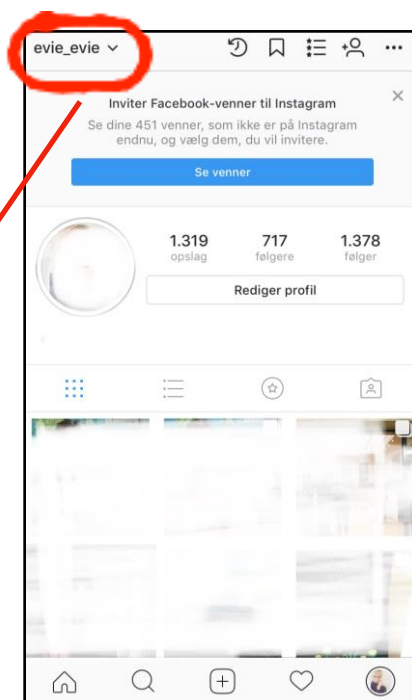 evie_evie
Inviter Facebook-venner til Instagram
Se dine 451 venner, som ikke er på Instagram
endnu, og vælg dem, du vil invitere.
Se venner
1.319 717 1.378
opslag følgere følger
Rediger profil